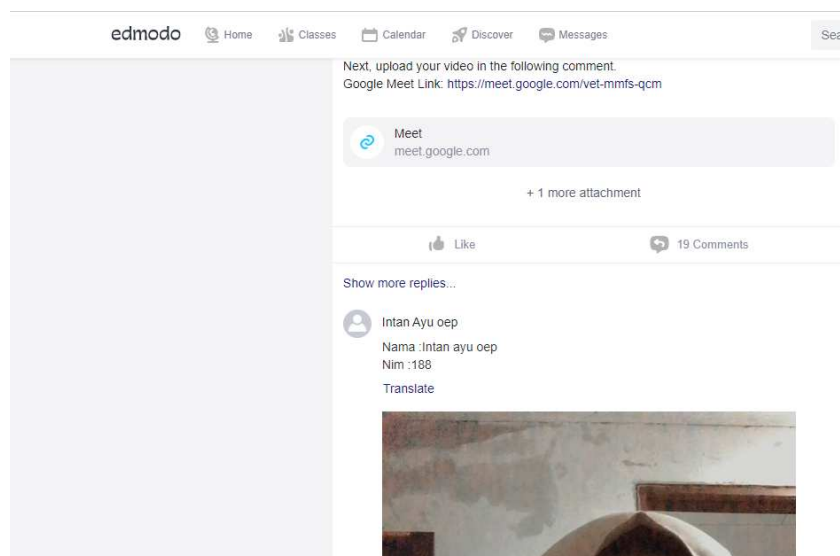 edmodo Home Classes Calendar Discover Messages Sea
Next, upload your video in the following comment.
Google Meet Link: https://meet.google.com/vet-mmfs-qcm
Meet
meet.google.com
+ 1 more attachment
Like 19 Comments
Show more replies...
Intan Ayu oep
Nama :Intan ayu oep
Nim :188
Translate